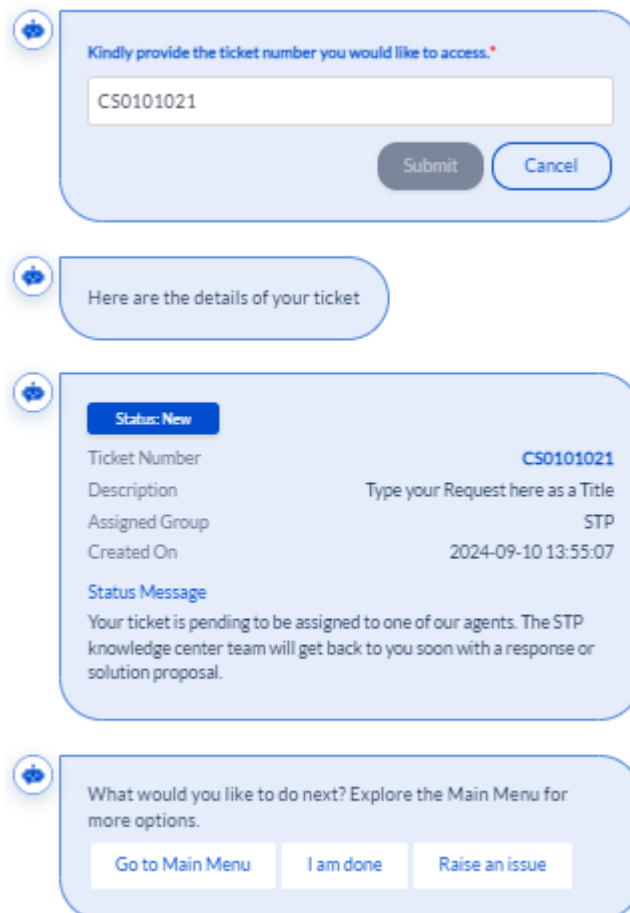 Kindly provide the ticket number you would like to access.*
CS0101021
Submit Cancel
Here are the details of your ticket
Status: New
Ticket Number CS0101021
Description Type your Request here as a Title
Assigned Group STP
Created On 2024-09-10 13:55:07
Status Message
Your ticket is pending to be assigned to one of our agents. The STP
knowledge center team will get back to you soon with a response or
solution proposal.
What would you like to do next? Explore the Main Menu for
more options.
Go to Main Menu I am done Raise an issue